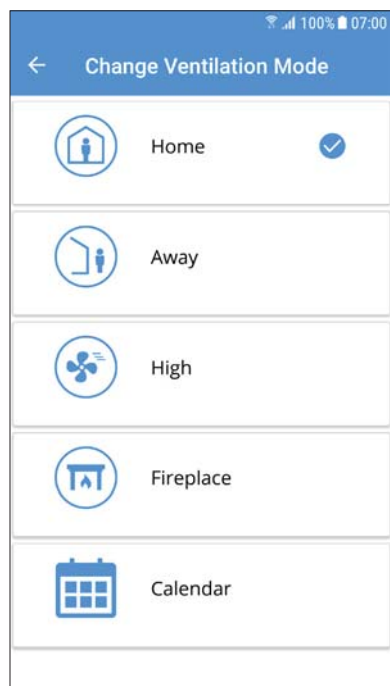 100% 07:00
Change Ventilation Mode
Home
Away
High
Fireplace
Calendar